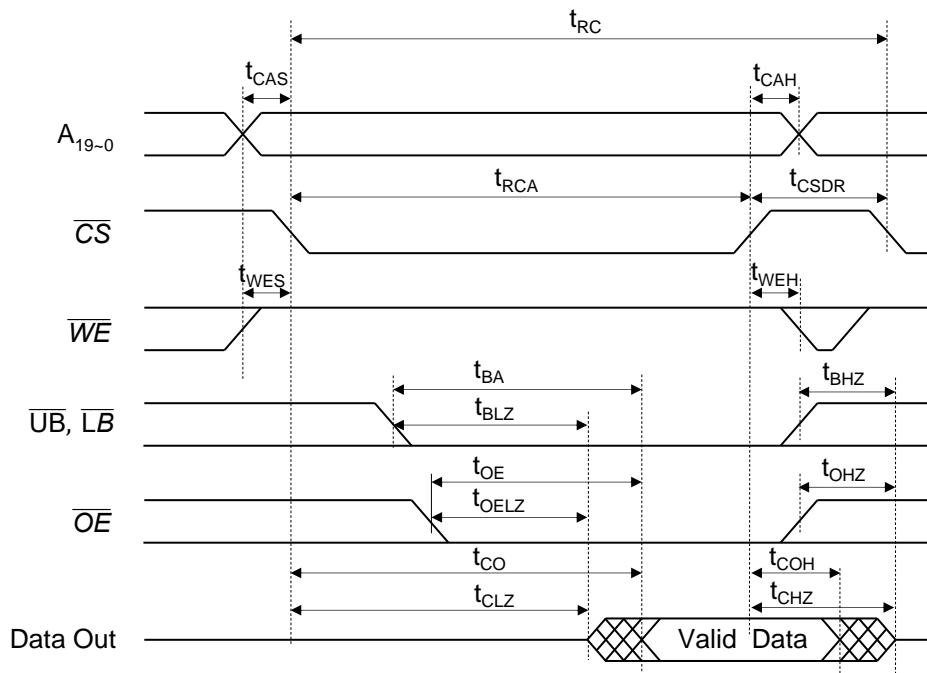 tRC
tCAS
tCAH
A19~0
tRCA
tCSDR
CS
tWES
tWEH
WE
tBA
tBHZ
tBLZ
UB, LB
tOE
tOHZ
tOELZ
OE
tCO
tCOH
tCLZ
tCHZ
Data Out
Valid Data